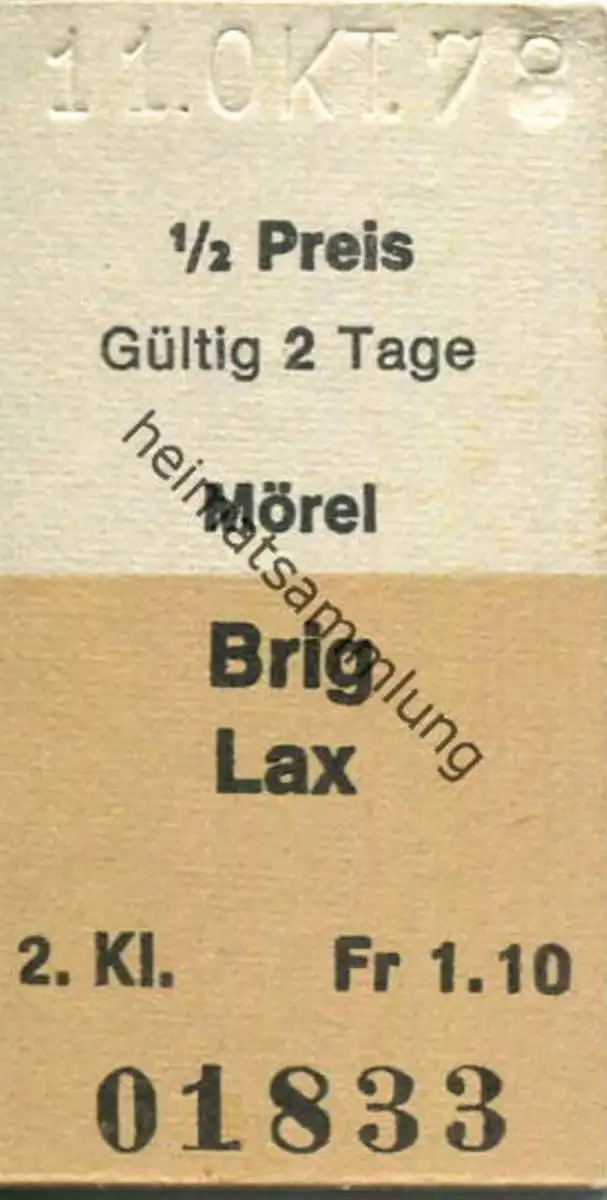 11.OKT.78
½ Preis
Gültig 2 Tage
Mörel
heimatsammlung
Brig
Lax
2. Kl. Fr 1.10
01833